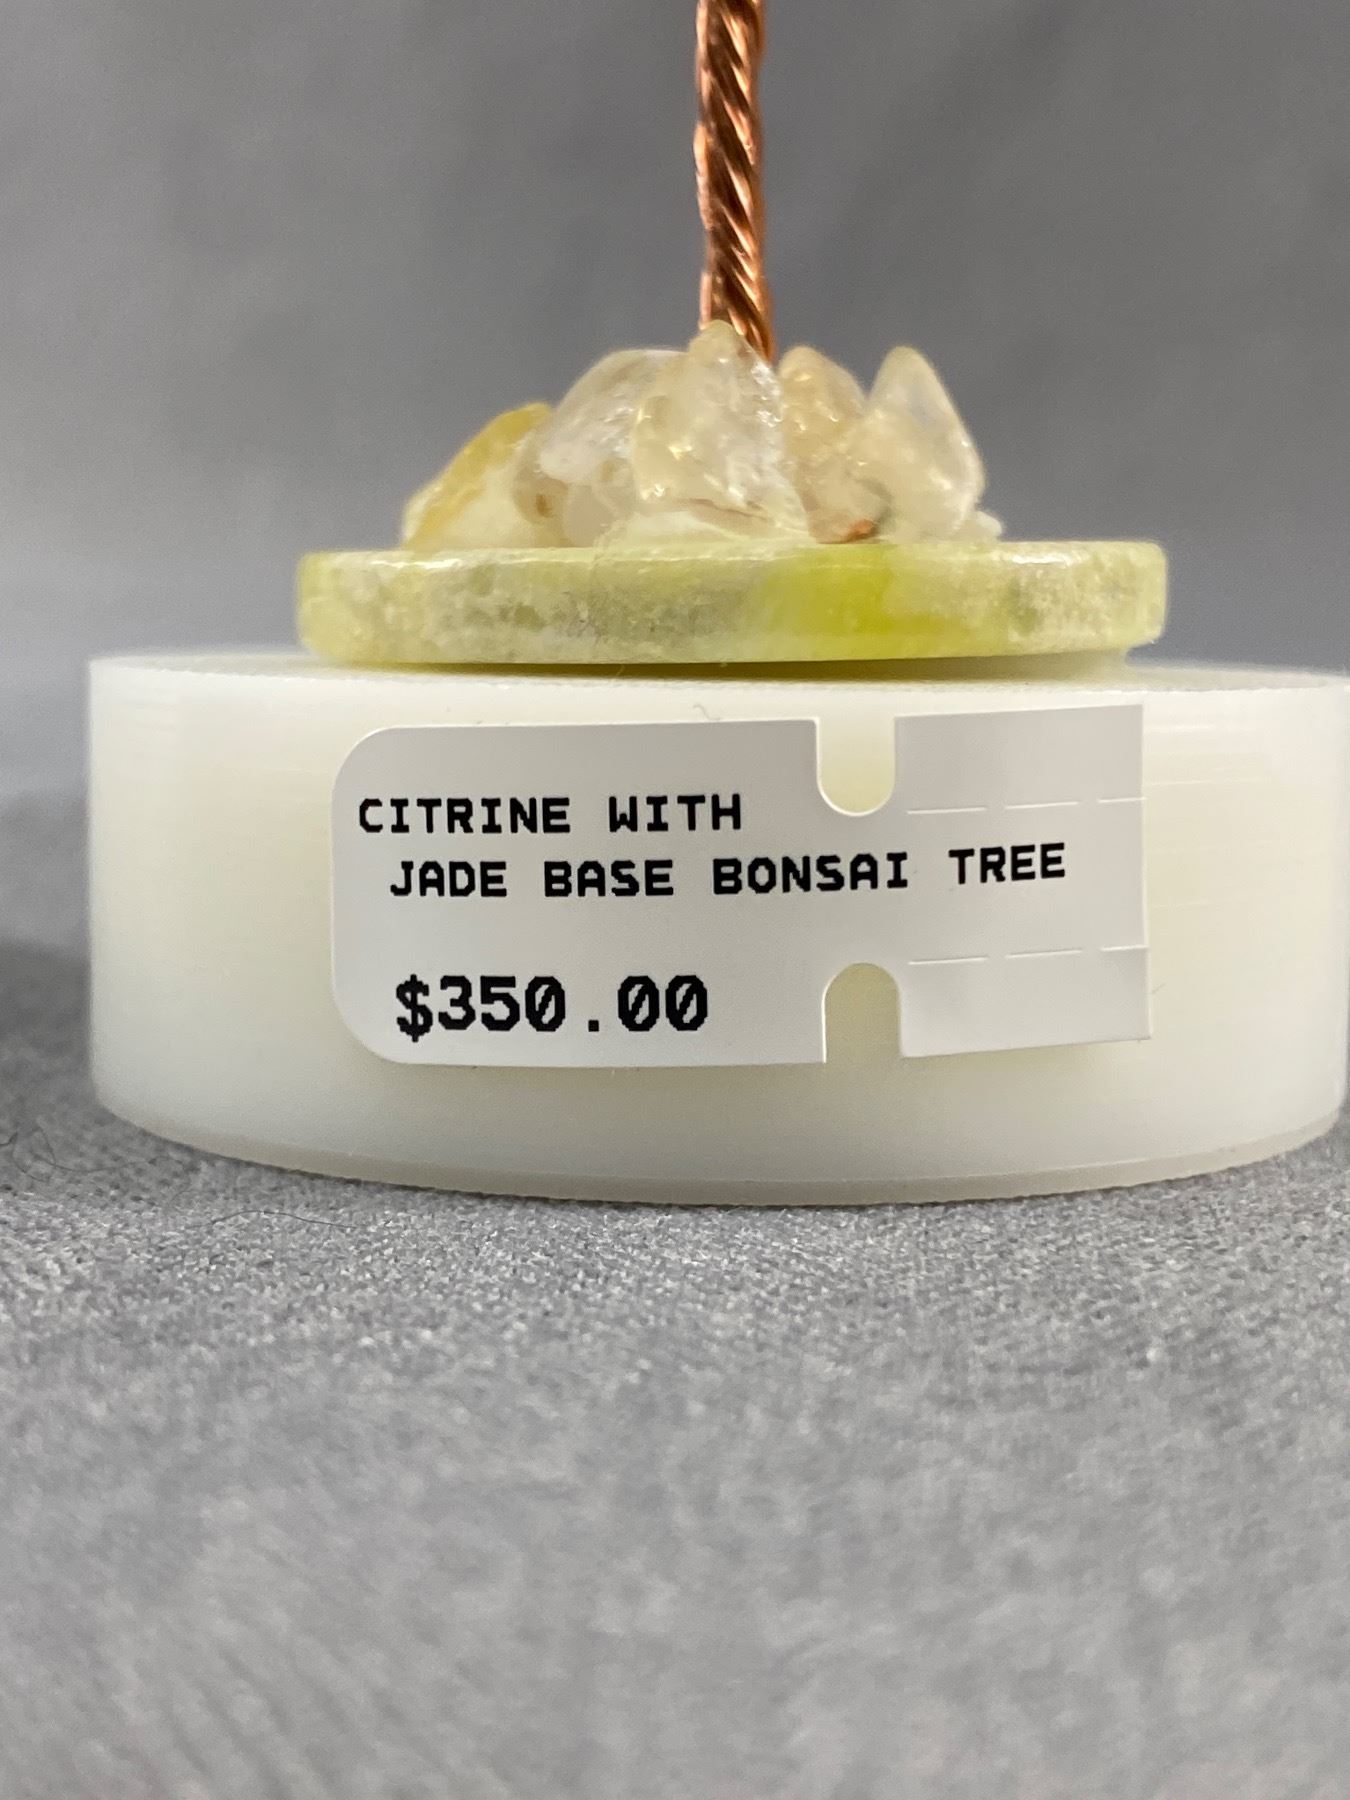 CITRINE WITH
JADE BASE BONSAI TREE
$350.00